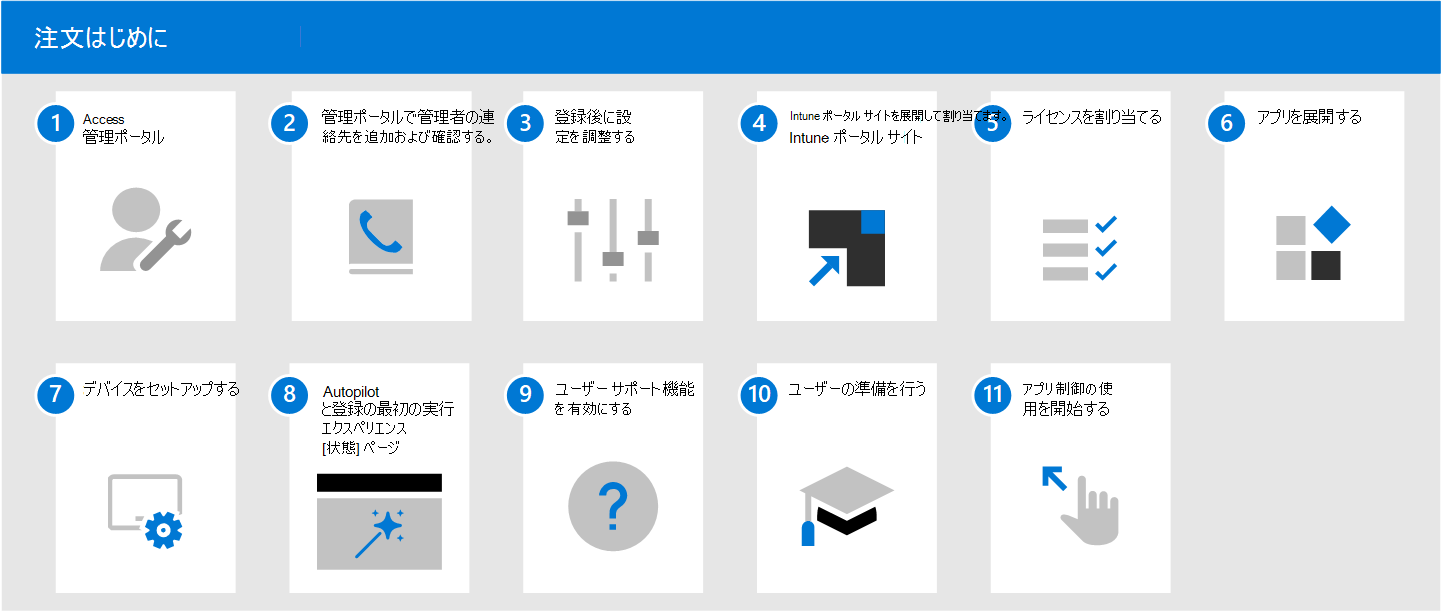 注文はじめに
1
Access
管理ポータル
2
管理ポータルで管理者の連
絡先を追加および確認する。
3
登録後に設
定を調整する
4
Intune ポータル サイトを展開して割り当てます。
Intune ポータル サイト
5
ライセンスを割り当てる
6
アプリを展開する
7
デバイスをセットアップする
8
Autopilot
と登録の最初の実行
エクスペリエンス
[状態] ページ
9
ユーザー サポート機能
を有効にする
10
ユーザーの準備を行う
11
アプリ制御の使
用を開始する